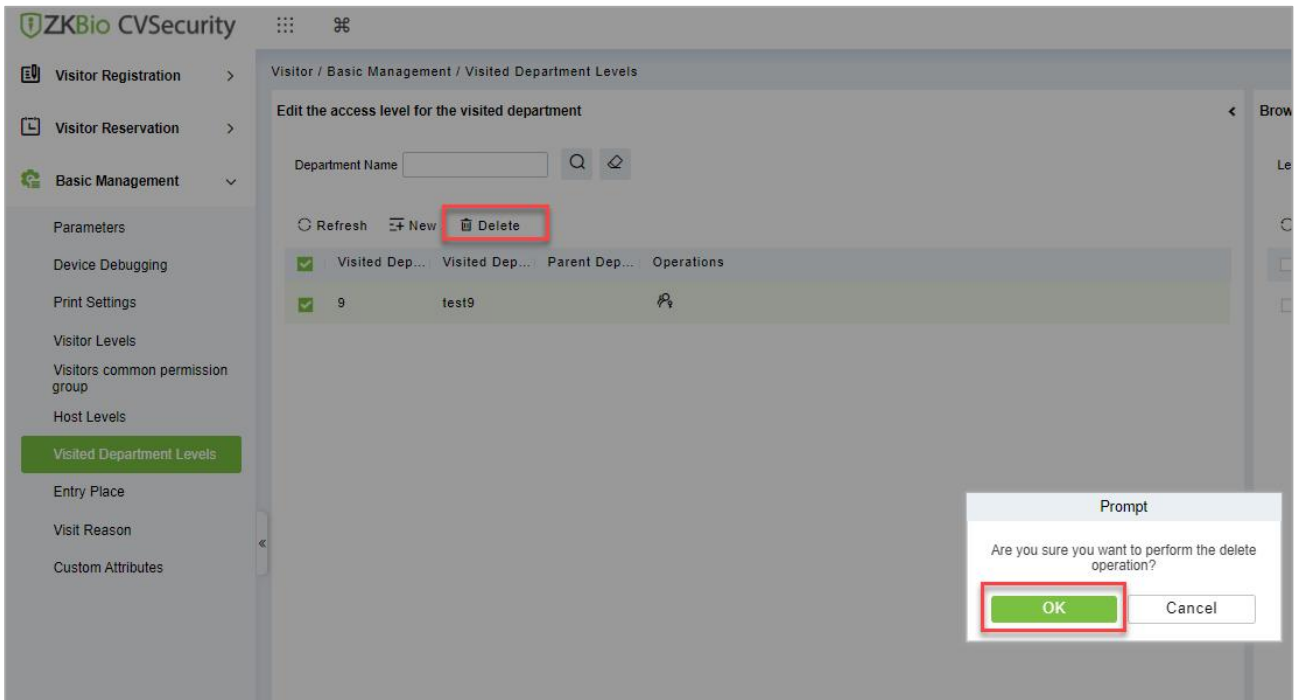 ZKBio CVSecurity
Visitor Registration
Visitor Reservation
Basic Management
Parameters
Device Debugging
Print Settings
Visitor Levels
Visitors common permission
group
Host Levels
Visited Department Levels
Entry Place
Visit Reason
Custom Attributes
Visitor / Basic Management / Visited Department Levels
Edit the access level for the visited department
Department Name
Refresh New Delete
Visited Dep... Visited Dep... Parent Dep... Operations
9 test9
Brow
Le
Prompt
Are you sure you want to perform the delete
operation?
OK Cancel